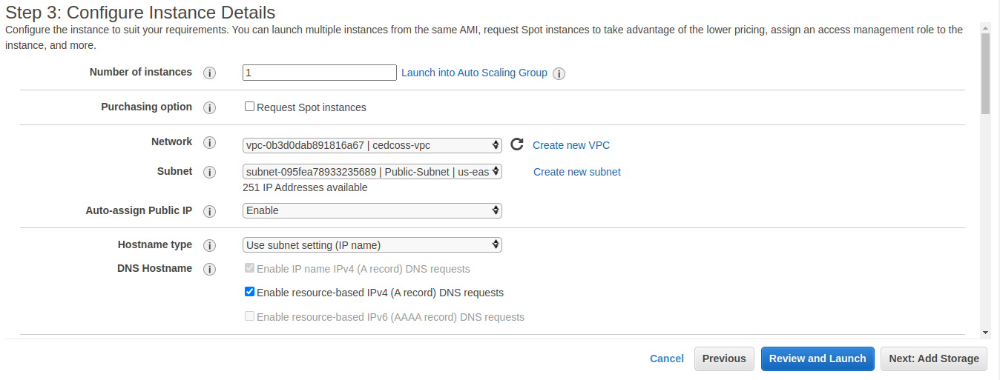 Step 3: Configure Instance Details
Configure the instance to suit your requirements. You can launch multiple instances from the same AMI, request Spot instances to take advantage of the lower pricing, assign an access management role to the
instance, and more.
Number of instances 1 Launch into Auto Scaling Group
Purchasing option Request Spot instances
Network vpc-0b3d0dab891816a67 | cedcoss-vpc Create new VPC
Subnet subnet-095fea78933235689 | Public-Subnet | us-eas Create new subnet
251 IP Addresses available
Auto-assign Public IP Enable
Hostname type Use subnet setting (IP name)
DNS Hostname Enable IP name IPv4 (A record) DNS requests
Enable resource-based IPv4 (A record) DNS requests
Enable resource-based IPv6 (AAAA record) DNS requests
Cancel Previous Review and Launch Next: Add Storage